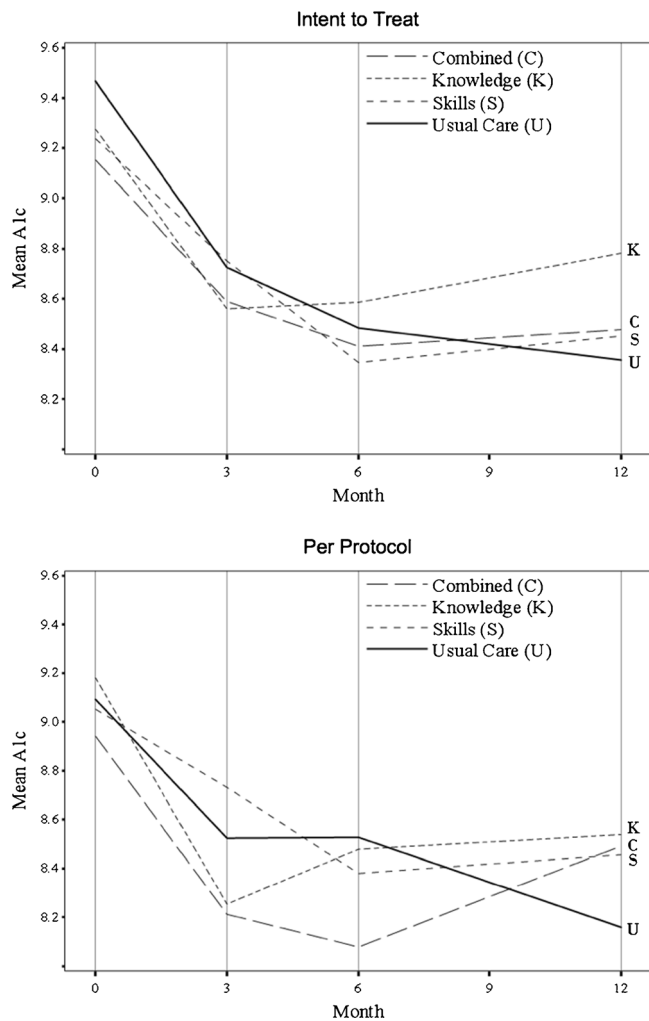 Intent to Treat
9.6
9.4
9.2
9.0
8.8
8.6
8.4
8.2
Mean A1c
Combined (C)
Knowledge (K)
Skills (S)
Usual Care (U)
K
C
S
U
0 3 6 9 12
Month
Per Protocol
9.6
9.4
9.2
9.0
8.8
8.6
8.4
8.2
Mean A1c
Combined (C)
Knowledge (K)
Skills (S)
Usual Care (U)
K
C
S
U
0 3 6 9 12
Month